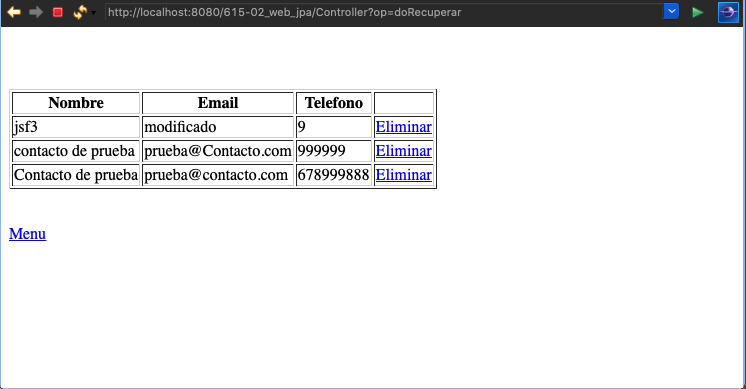 http://localhost:8080/615-02_web_jpa/Controller?op=doRecuperar
Nombre Email Telefono
jsf3 modificado 9 Eliminar
contacto de prueba prueba@Contacto.com 999999 Eliminar
Contacto de prueba prueba@contacto.com 678999888 Eliminar
Menu